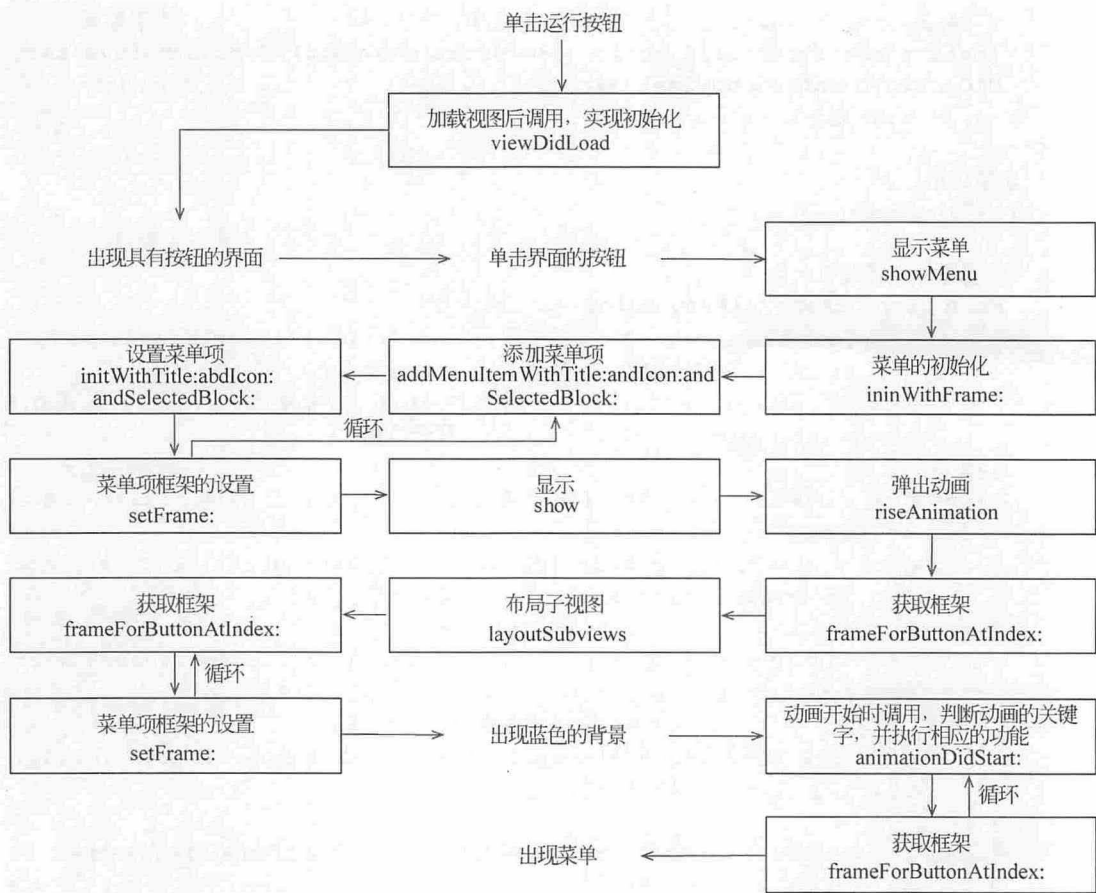 单击运行按钮
加载视图后调用，实现初始化
viewDidLoad
出现具有按钮的界面
单击界面的按钮
显示菜单
showMenu
菜单的初始化
ininWithFrame:
添加菜单项
addMenuItemWithTitle:andIcon:and
SelectedBlock:
设置菜单项
initWithTitle:abdIcon:
andSelectedBlock:
循环
菜单项框架的设置
setFrame:
显示
show
弹出动画
riseAnimation
获取框架
frameForButtonAtIndex:
布局子视图
layoutSubviews
获取框架
frameForButtonAtIndex:
循环
菜单项框架的设置
setFrame:
出现蓝色的背景
动画开始时调用，判断动画的关键
字，并执行相应的功能
animationDidStart:
循环
获取框架
frameForButtonAtIndex:
出现菜单